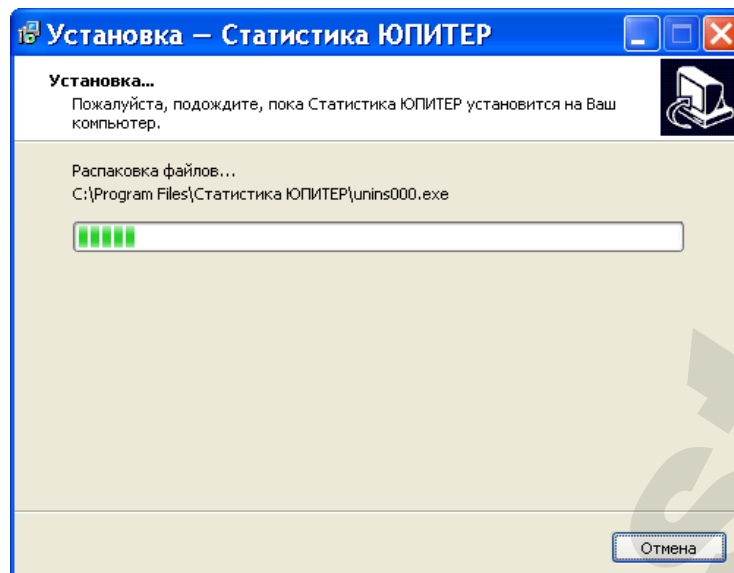 Установка — Статистика ЮПИТЕР
Установка...
Пожалуйста, подождите, пока Статистика ЮПИТЕР установится на Ваш
компьютер.
Распаковка файлов...
C:\Program Files\Статистика ЮПИТЕР\unins000.exe
Отмена